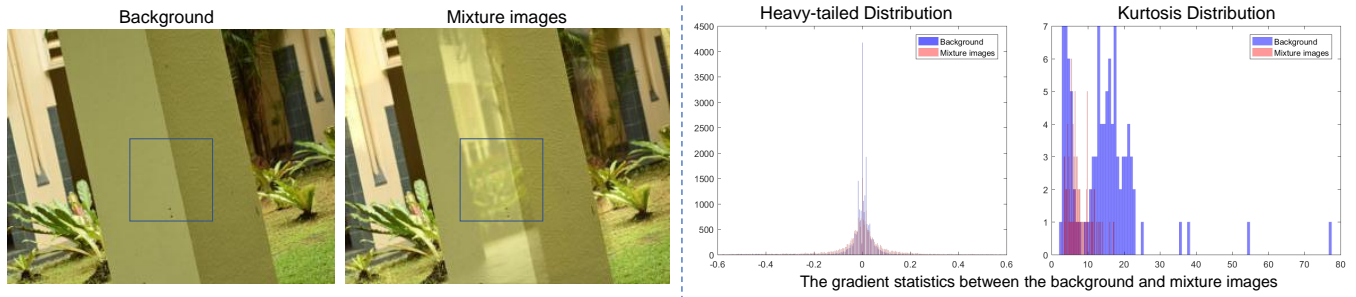 Background
Mixture images
Heavy-tailed Distribution
Kurtosis Distribution
4500
4000
3500
3000
2500
2000
1500
1000
500
0
-0.6 -0.4 -0.2 0 0.2 0.4 0.6
Background
Mixture images
7
6
5
4
3
2
1
0
0 10 20 30 40 50 60 70 80
Background
Mixture images
The gradient statistics between the background and mixture images